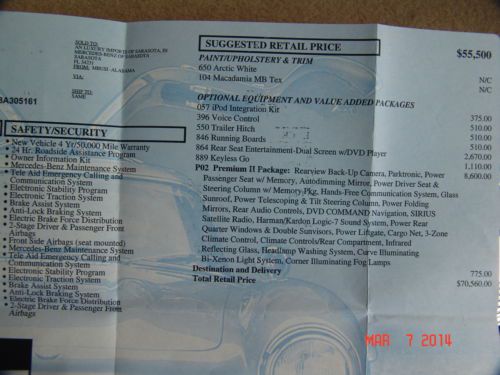 SOLD TO:
AN LUXURY IMPORTS OF SARASOTA, IN
MERCEDES-BENZ OF SARASOTA
SARASOTA
FL 34231
FROM: MBUSI-ALABAMA
VIA:
SHIP TO:
SAME
8A305161
SAFETY/SECURITY
• New Vehicle 4 Yr/50,000 Mile Warranty
• 24 Hr. Roadside Assistance Program
• Owner Information Kit
• Mercedes-Benz Maintenance System
• Tele Aid Emergency Calling and
Communication System
• Electronic Stability Program
• Electronic Traction System
• Brake Assist System
• Anti-Lock Braking System
• Electric Brake Force Distribution
• 2-Stage Driver & Passenger Front
Airbags
• Front Side Airbags (seat mounted)
• Mercedes-Benz Maintenance System
• Tele Aid Emergency Calling and
Communication System
• Electronic Stability Program
• Electronic Traction System
• Brake Assist System
• Anti-Lock Braking System
• Electric Brake Force Distribution
• 2-Stage Driver & Passenger Front
Airbags
SUGGESTED RETAIL PRICE $55,500
PAINT/UPHOLSTERY & TRIM
650 Arctic White N/C
104 Macadamia MB Tex N/C
OPTIONAL EQUIPMENT AND VALUE ADDED PACKAGES
057 iPod Integration Kit 375.00
396 Voice Control 510.00
550 Trailer Hitch
846 Running Boards
864 Rear Seat Entertainment-Dual Screen w/DVD Player 2,670.00
889 Keyless Go 1,110.00
P02 Premium II Package: Rearview Back-Up Camera, Parktronic, Power 8,600.00
Passenger Seat w/ Memory, Autodimming Mirror, Power Driver Seat &
Steering Column w/ Memory Pkg, Hands-Free Communication System, Glass
Sunroof, Power Telescoping & Tilt Steering Column, Power Folding
Mirrors, Rear Audio Controls, DVD COMMAND Navigation, SIRIUS
Satellite Radio, Harman/Kardon Logic-7 Sound System, Power Rear
Quarter Windows & Double Sunvisors, Power Liftgate, Cargo Net, 3-Zone
Climate Control, Climate Controls/Rear Compartment, Infrared
Reflecting Glass, Headlamp Washing System, Curve Illuminating
Bi-Xenon Light System, Corner Illuminating Fog Lamps
Destination and Delivery 775.00
Total Retail Price $70,560.00
MAR 7 2014